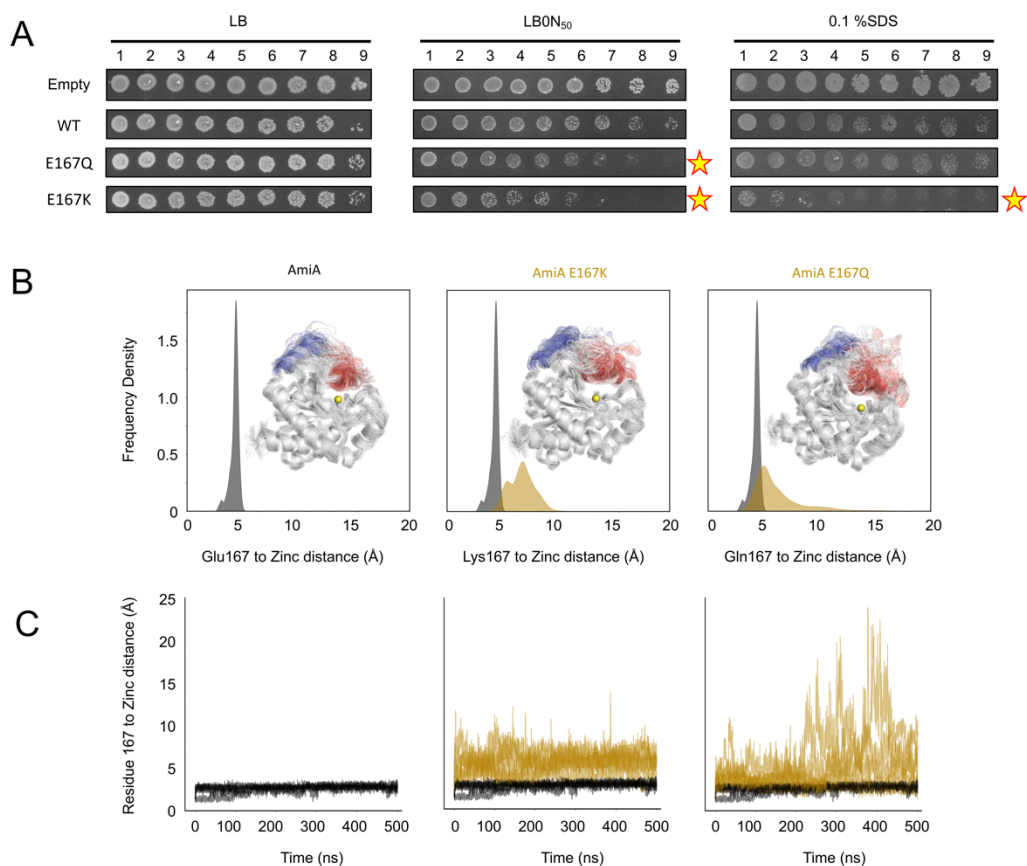 A
LB
LB0N50
0.1 %SDS
1 2 3 4 5 6 7 8 9
1 2 3 4 5 6 7 8 9
1 2 3 4 5 6 7 8 9
Empty
WT
E167Q
E167K
B
AmiA
AmiA E167K
AmiA E167Q
Frequency Density
1.5
1.0
0.5
0
0 5 10 15 20
0 5 10 15 20
0 5 10 15 20
Glu167 to Zinc distance (Å)
Lys167 to Zinc distance (Å)
Gln167 to Zinc distance (Å)
C
Residue 167 to Zinc distance (Å)
25
20
15
10
5
0
0 100 200 300 400 500
0 100 200 300 400 500
0 100 200 300 400 500
Time (ns)
Time (ns)
Time (ns)